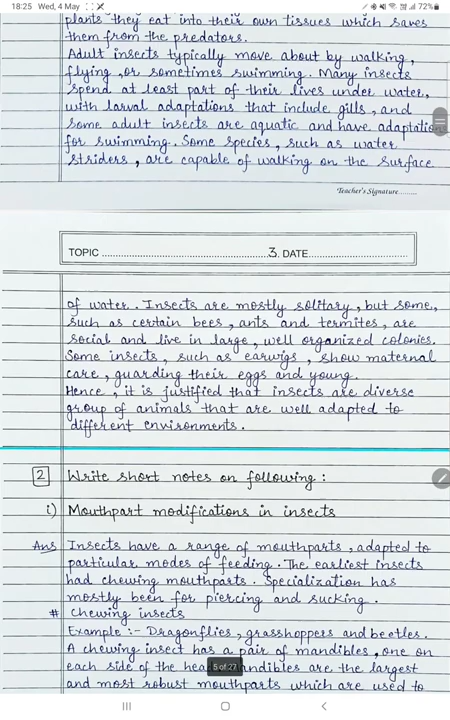 18:25 Wed, 4 May
72%
plants they eat into their own tissues which saves
them from the predators.
Adult insects typically move about by walking,
flying, or sometimes swimming. Many insects
spend at least part of their lives under water,
with larval adaptations that include gills, and
some adult insects are aquatic and have adaptation
for swimming. Some species, such as water
striders, are capable of walking on the surface
Teacher's Signature..........
TOPIC ........................................ 3. DATE..............................
of water. Insects are mostly solitary, but some,
such as certain bees, ants and termites, are
social and live in large, well organized colonies.
Some insects, such as earwigs, show maternal
care, guarding their eggs and young.
Hence, it is justified that insects are diverse
group of animals that are well adapted to
different environments.
2 Write short notes on following :
i) Mouthpart modifications in insects
Ans Insects have a range of mouthparts, adapted to
particular modes of feeding. The earliest insects
had chewing mouthparts. Specialization has
mostly been for piercing and sucking.
# Chewing insects
Example :- Dragonflies, grasshoppers and beetles.
A chewing insect has a pair of mandibles, one on
each side of the hea andibles are the largest
5 of 27
and most robust mouthparts which are used to